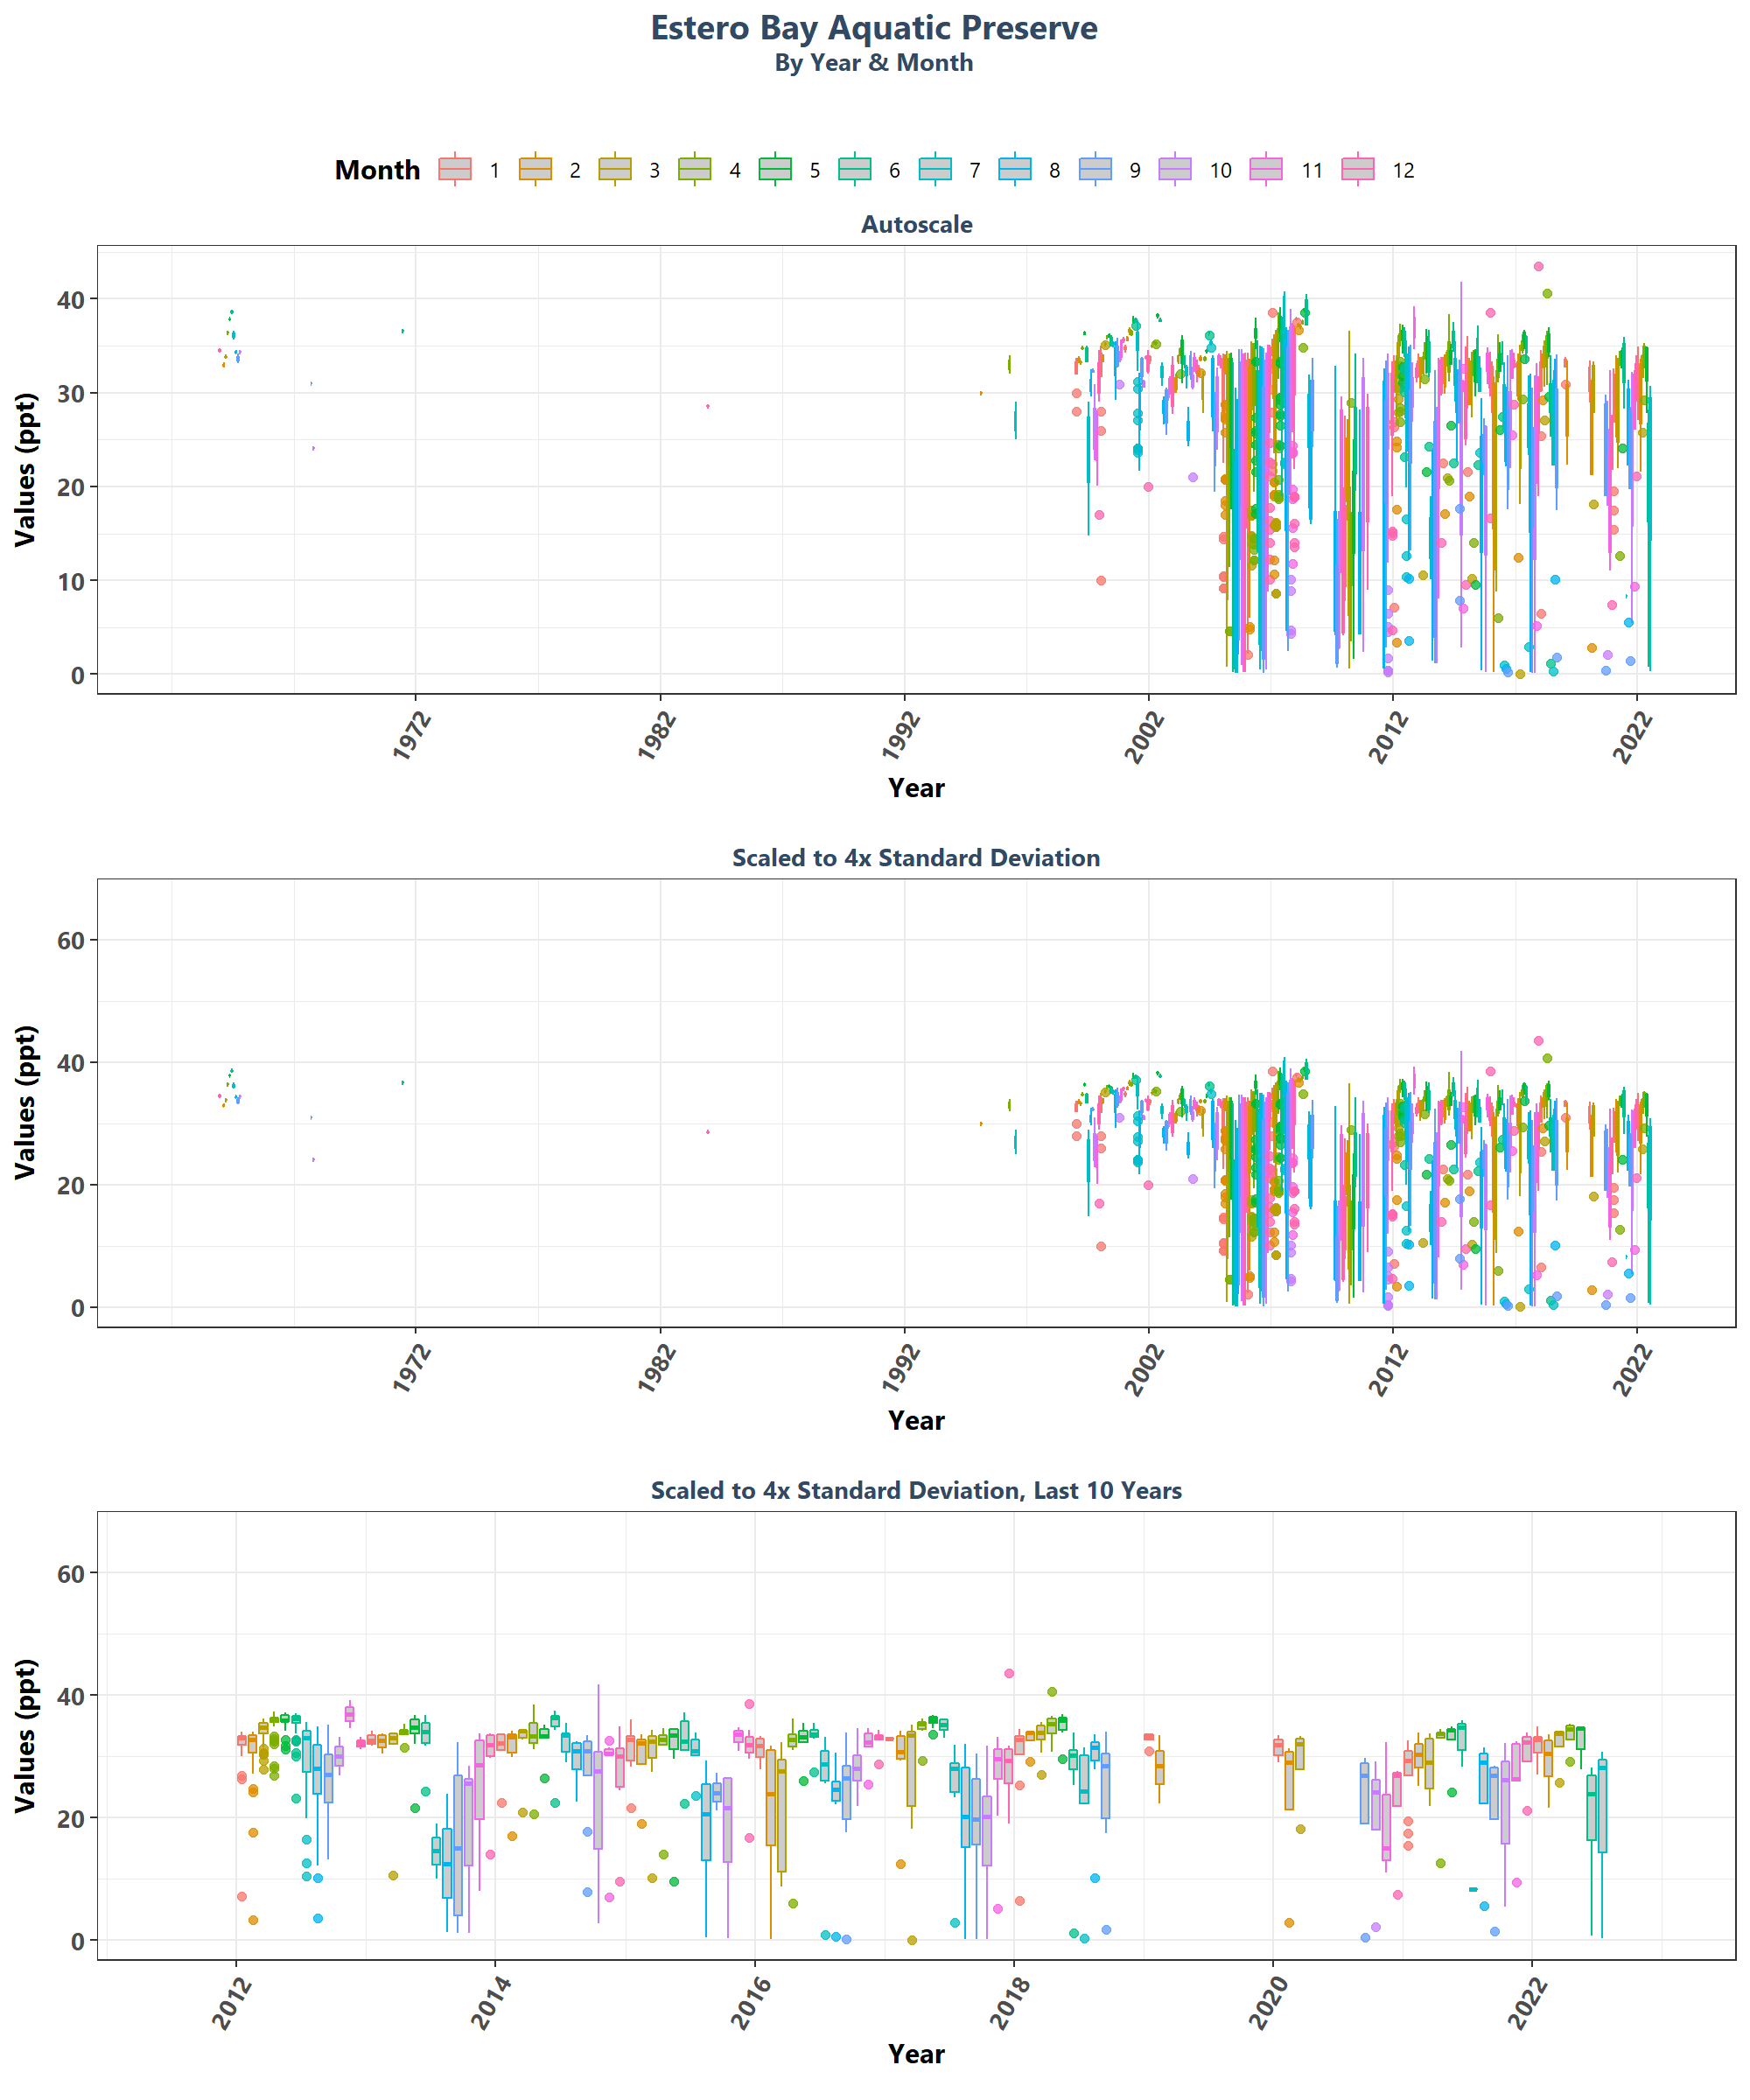 Estero Bay Aquatic Preserve
By Year & Month
Month 1 2 3 4 5 6 7 8 9 10 11 12
Autoscale
Values (ppt)
40
30
20
10
0
1972 1982 1992 2002 2012 2022
Year
Scaled to 4x Standard Deviation
Values (ppt)
60
40
20
0
1972 1982 1992 2002 2012 2022
Year
Scaled to 4x Standard Deviation, Last 10 Years
Values (ppt)
60
40
20
0
2012 2014 2016 2018 2020 2022
Year